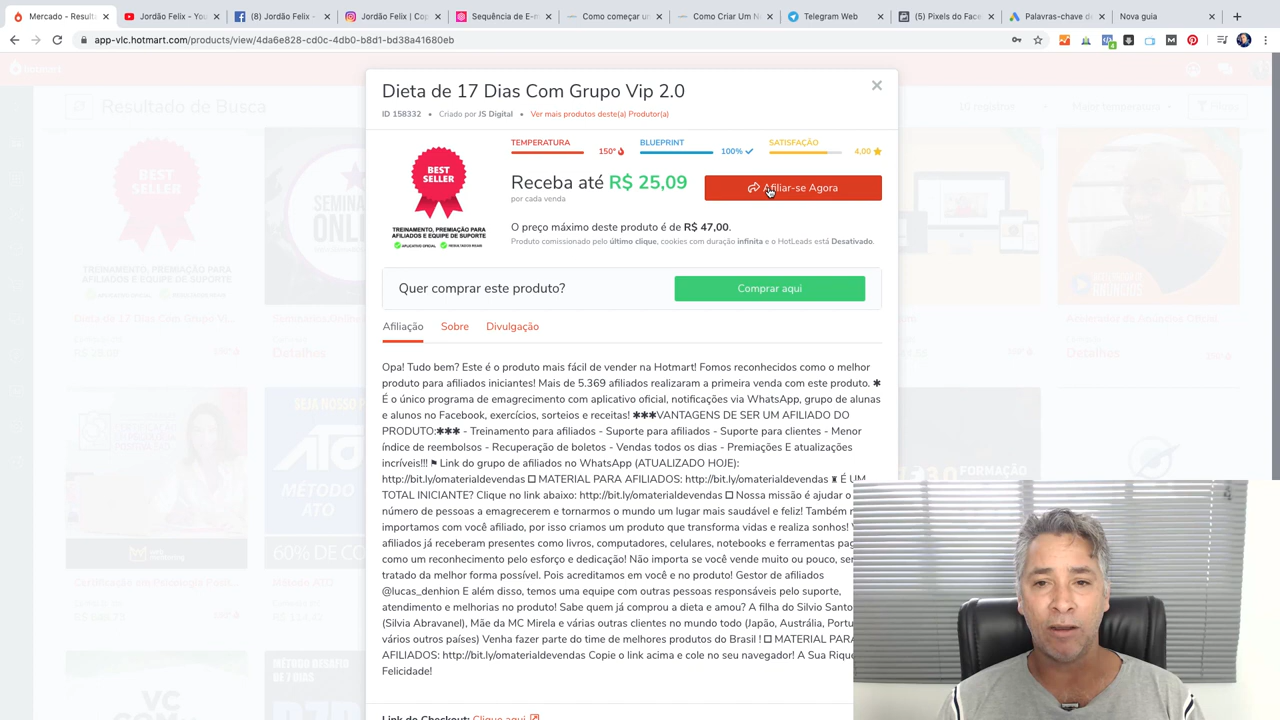 Mercado - Result
Jordão Felix - You
(8) Jordão Felix |
Jordão Felix | Cop
Sequência de E-m
Como começar ur
Como Criar Um N
Telegram Web
(5) Pixels do Face
Palavras-chave de
Nova guia
app-vlc.hotmart.com/products/view/4da6e828-cd0c-4db0-b8d1-bd38a41680eb
Resultado de Busca
Dieta de 17 Dias Com Grupo Vip 2.0
ID 158332 • Criado por JS Digital • Ver mais produtos deste(a) Produtor(a)
TEMPERATURA
150°
BLUEPRINT
100%
SATISFAÇÃO
4,00
BEST
SELLER
TREINAMENTO, PREMIAÇÃO PARA
AFILIADOS E EQUIPE DE SUPORTE
Receba até R$ 25,09
por cada venda
Afiliar-se Agora
O preço máximo deste produto é de R$ 47,00.
Produto comissionado pelo último clique, cookies com duração infinita e o HotLeads está Desativado.
Quer comprar este produto?
Comprar aqui
Afiliação
Sobre
Divulgação
Opa! Tudo bem? Este é o produto mais fácil de vender na Hotmart! Fomos reconhecidos como o melhor
produto para afiliados iniciantes! Mais de 5.369 afiliados realizaram a primeira venda com este produto. ✱
É o único programa de emagrecimento com aplicativo oficial, notificações via WhatsApp, grupo de alunas
e alunos no Facebook, exercícios, sorteios e receitas! ✱✱✱VANTAGENS DE SER UM AFILIADO DO
PRODUTO:✱✱✱ - Treinamento para afiliados - Suporte para afiliados - Suporte para clientes - Menor
índice de reembolsos - Recuperação de boletos - Vendas todos os dias - Premiações E atualizações
incríveis!!! ⚑ Link do grupo de afiliados no WhatsApp (ATUALIZADO HOJE):
http://bit.ly/omaterialdevendas ☐ MATERIAL PARA AFILIADOS: http://bit.ly/omaterialdevendas ♜ É UM
TOTAL INICIANTE? Clique no link abaixo: http://bit.ly/omaterialdevendas ☐ Nossa missão é ajudar o
número de pessoas a emagrecerem e tornarmos o mundo um lugar mais saudável e feliz! Também
importamos com você afiliado, por isso criamos um produto que transforma vidas e realiza sonhos!
afiliados já receberam presentes como livros, computadores, celulares, notebooks e ferramentas pag
como um reconhecimento pelo esforço e dedicação! Não importa se você vende muito ou pouco, ser
tratado da melhor forma possível. Pois acreditamos em você e no produto! Gestor de afiliados
@lucas_denhion E além disso, temos uma equipe com outras pessoas responsáveis pelo suporte,
atendimento e melhorias no produto! Sabe quem já comprou a dieta e amou? A filha do Silvio Santo
(Silvia Abravanel), Mãe da MC Mirela e várias outras clientes no mundo todo (Japão, Austrália, Portu
vários outros países) Venha fazer parte do time de melhores produtos do Brasil ! ☐ MATERIAL PARA
AFILIADOS: http://bit.ly/omaterialdevendas Copie o link acima e cole no seu navegador! A Sua Rique
Felicidade!
Link do Checkout: Clique aqui